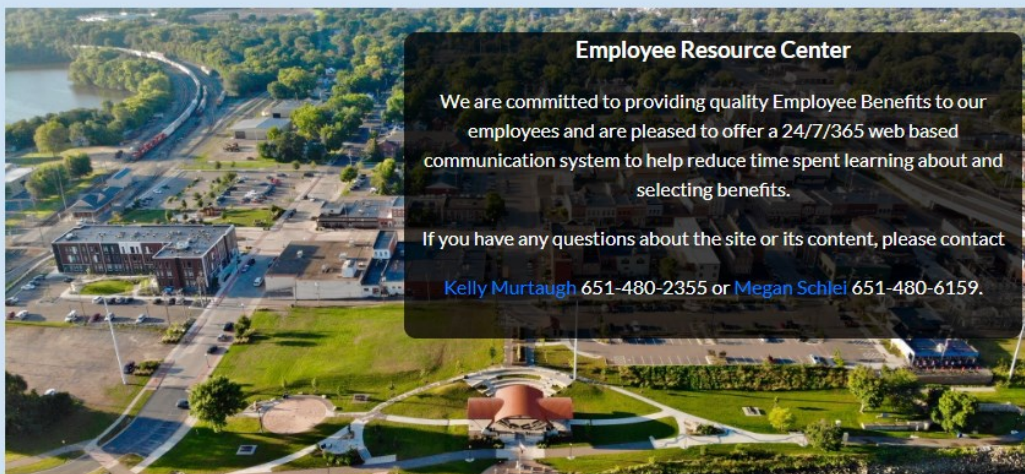 Employee Resource Center
We are committed to providing quality Employee Benefits to our
employees and are pleased to offer a 24/7/365 web based
communication system to help reduce time spent learning about and
selecting benefits.
If you have any questions about the site or its content, please contact
Kelly Murtaugh 651-480-2355 or Megan Schlei 651-480-6159.